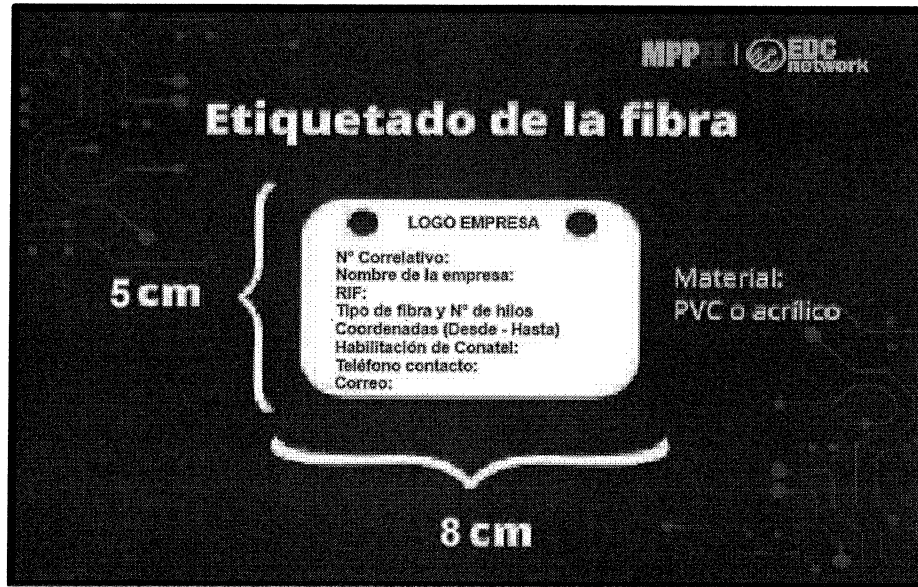 MPPEE | EDC
network
Etiquetado de la fibra
LOGO EMPRESA
N° Correlativo:
Nombre de la empresa:
RIF:
Tipo de fibra y N° de hilos
Coordenadas (Desde - Hasta)
Habilitación de Conatel:
Teléfono contacto:
Correo:
5 cm
Material:
PVC o acrílico
8 cm